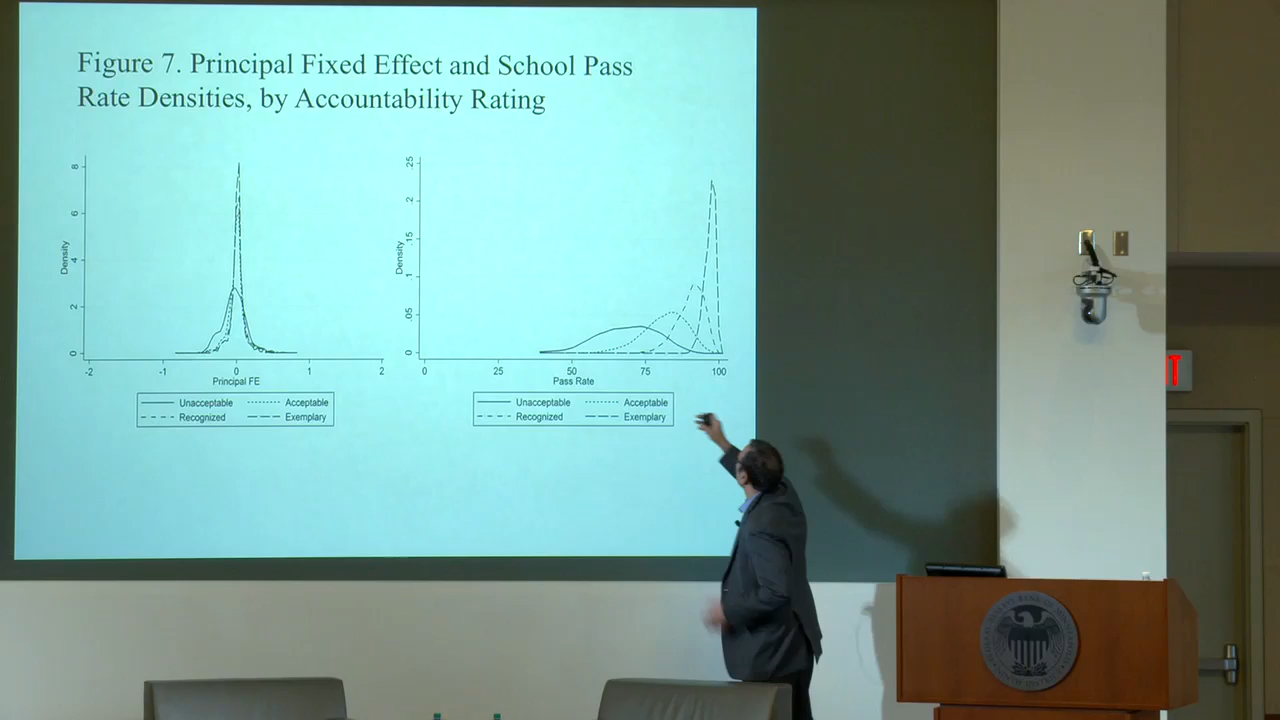 Figure 7. Principal Fixed Effect and School Pass
Rate Densities, by Accountability Rating
Density
8
6
4
2
0
-2 -1 0 1 2
Principal FE
Unacceptable Acceptable
Recognized Exemplary
Density
.25
.2
.15
.1
.05
0
0 25 50 75 100
Pass Rate
Unacceptable Acceptable
Recognized Exemplary